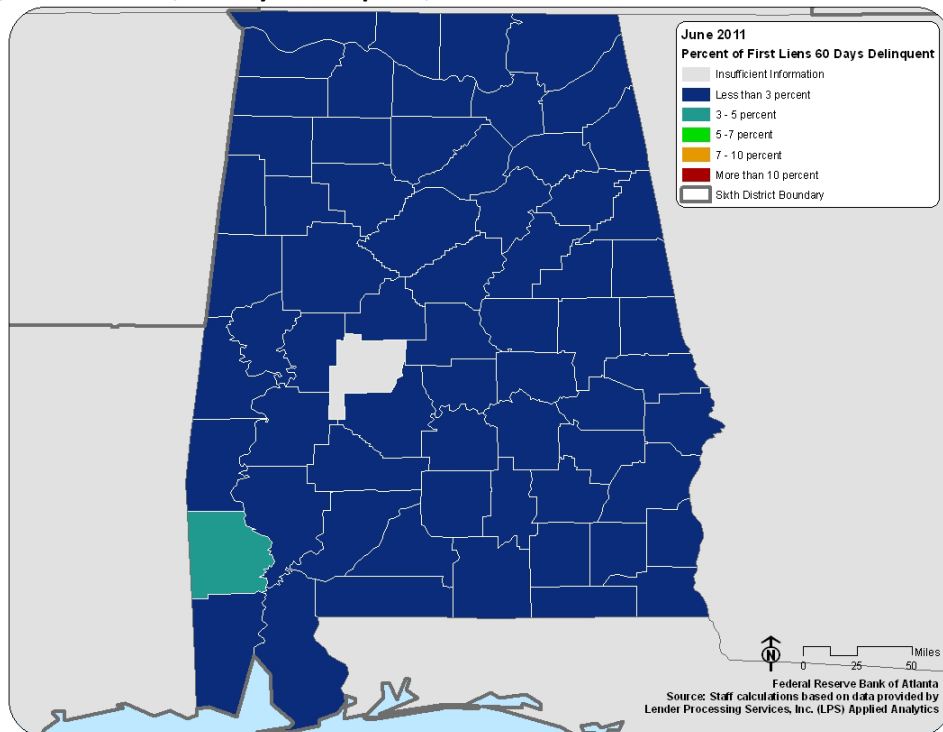 June 2011
Percent of First Liens 60 Days Delinquent
Insufficient Information
Less than 3 percent
3 - 5 percent
5 -7 percent
7 - 10 percent
More than 10 percent
Sixth District Boundary
N
Miles
0 25 50
Federal Reserve Bank of Atlanta
Source: Staff calculations based on data provided by
Lender Processing Services, Inc. (LPS) Applied Analytics